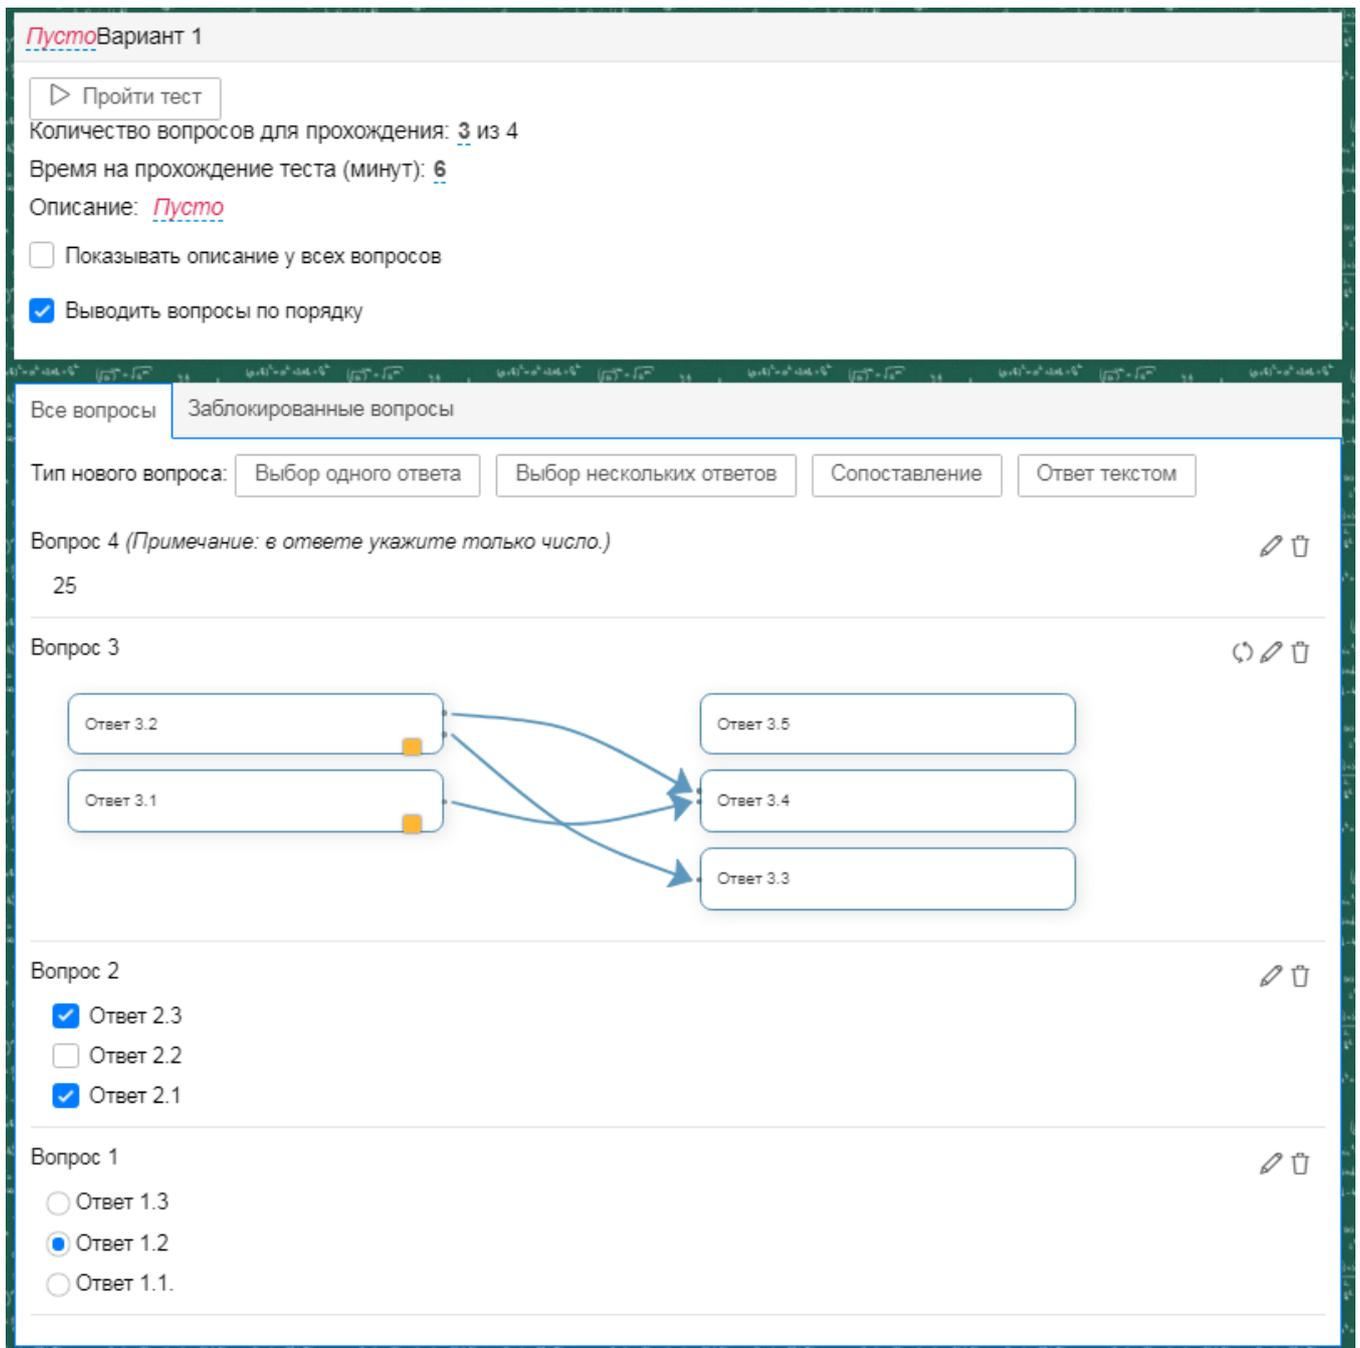 ПустоВариант 1
Пройти тест
Количество вопросов для прохождения: 3 из 4
Время на прохождение теста (минут): 6
Описание: Пусто
Показывать описание у всех вопросов
Выводить вопросы по порядку
Все вопросы Заблокированные вопросы
Тип нового вопроса: Выбор одного ответа Выбор нескольких ответов Сопоставление Ответ текстом
Вопрос 4 (Примечание: в ответе укажите только число.)
25
Вопрос 3
Ответ 3.2 Ответ 3.5
Ответ 3.1 Ответ 3.4
Ответ 3.3
Вопрос 2
Ответ 2.3
Ответ 2.2
Ответ 2.1
Вопрос 1
Ответ 1.3
Ответ 1.2
Ответ 1.1.